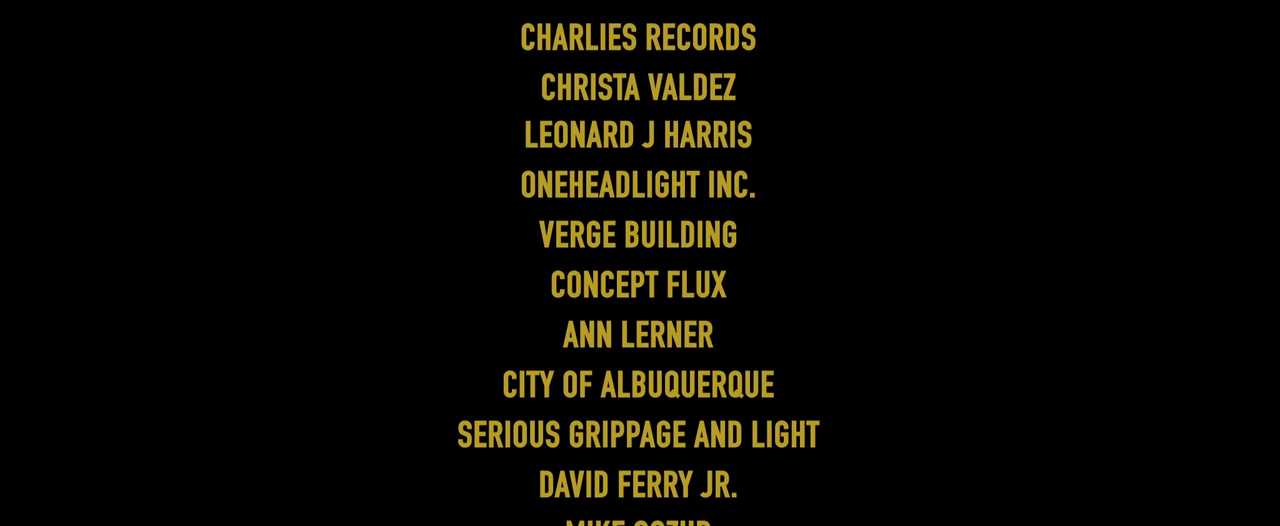 CHARLIES RECORDS
CHRISTA VALDEZ
LEONARD J HARRIS
ONEHEADLIGHT INC.
VERGE BUILDING
CONCEPT FLUX
ANN LERNER
CITY OF ALBUQUERQUE
SERIOUS GRIPPAGE AND LIGHT
DAVID FERRY JR.
MIKE